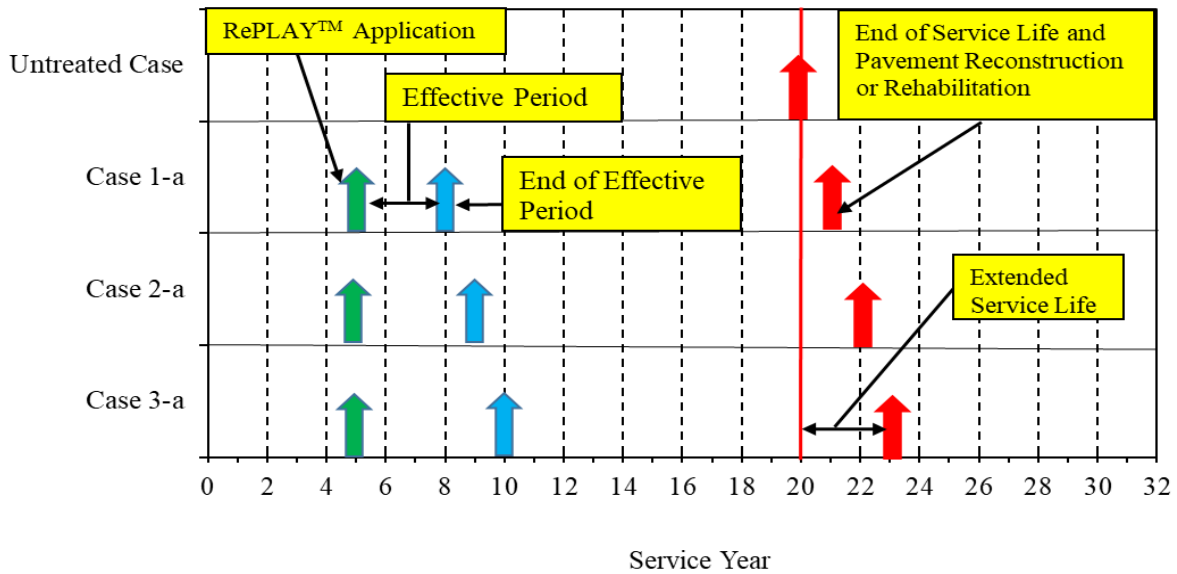 RePLAY™ Application
End of Service Life and
Pavement Reconstruction
or Rehabilitation
Untreated Case
Effective Period
Case 1-a
End of Effective
Period
Case 2-a
Extended
Service Life
Case 3-a
0 2 4 6 8 10 12 14 16 18 20 22 24 26 28 30 32
Service Year